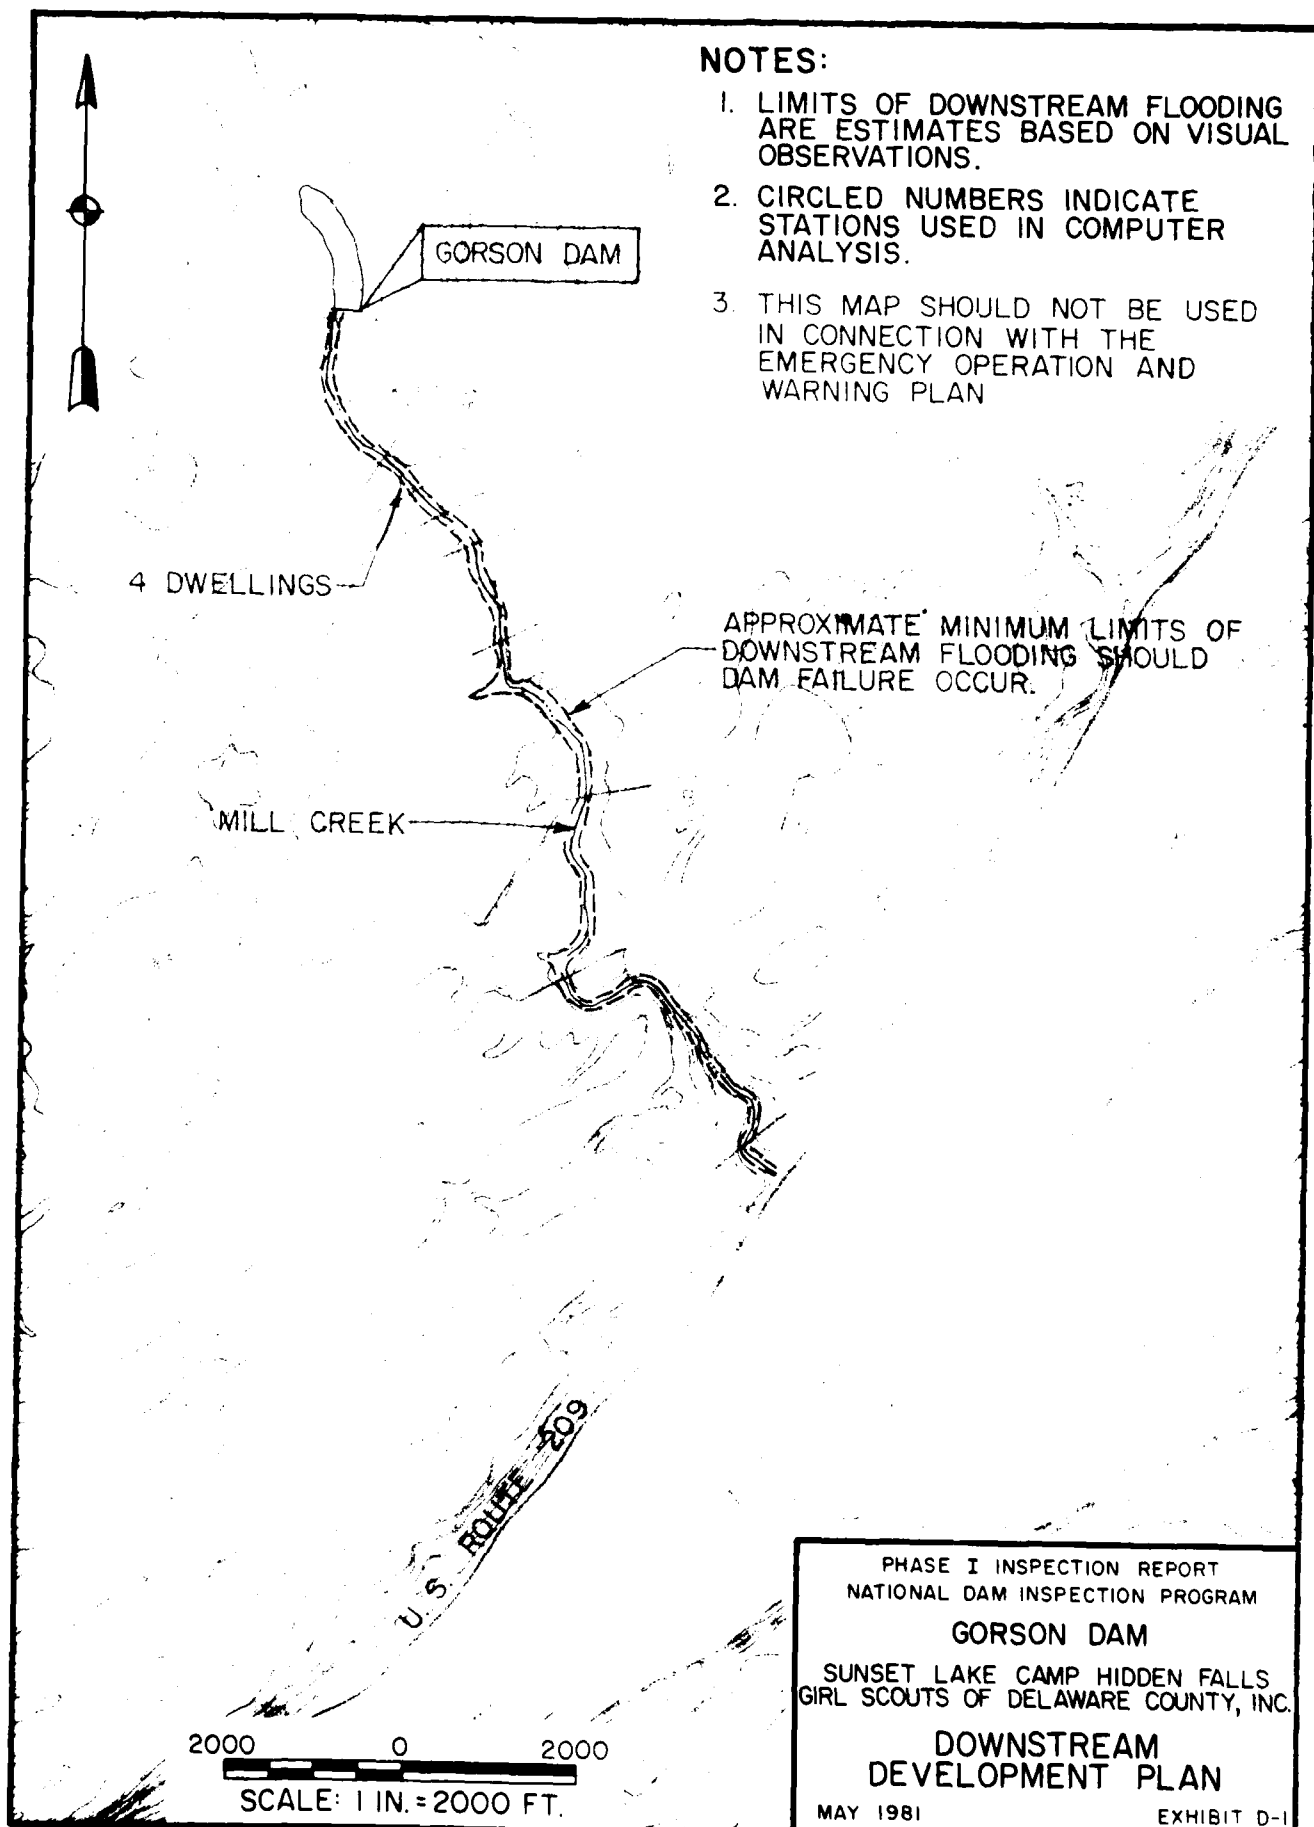 NOTES:
1. LIMITS OF DOWNSTREAM FLOODING
ARE ESTIMATES BASED ON VISUAL
OBSERVATIONS.
2. CIRCLED NUMBERS INDICATE
STATIONS USED IN COMPUTER
ANALYSIS.
3. THIS MAP SHOULD NOT BE USED
IN CONNECTION WITH THE
EMERGENCY OPERATION AND
WARNING PLAN
GORSON DAM
4 DWELLINGS
APPROXIMATE MINIMUM LIMITS OF
DOWNSTREAM FLOODING SHOULD
DAM FAILURE OCCUR.
MILL CREEK
U.S. ROUTE 209
2000 0 2000
SCALE: 1 IN. = 2000 FT.
PHASE I INSPECTION REPORT
NATIONAL DAM INSPECTION PROGRAM
GORSON DAM
SUNSET LAKE CAMP HIDDEN FALLS
GIRL SCOUTS OF DELAWARE COUNTY, INC.
DOWNSTREAM
DEVELOPMENT PLAN
MAY 1981 EXHIBIT D-1